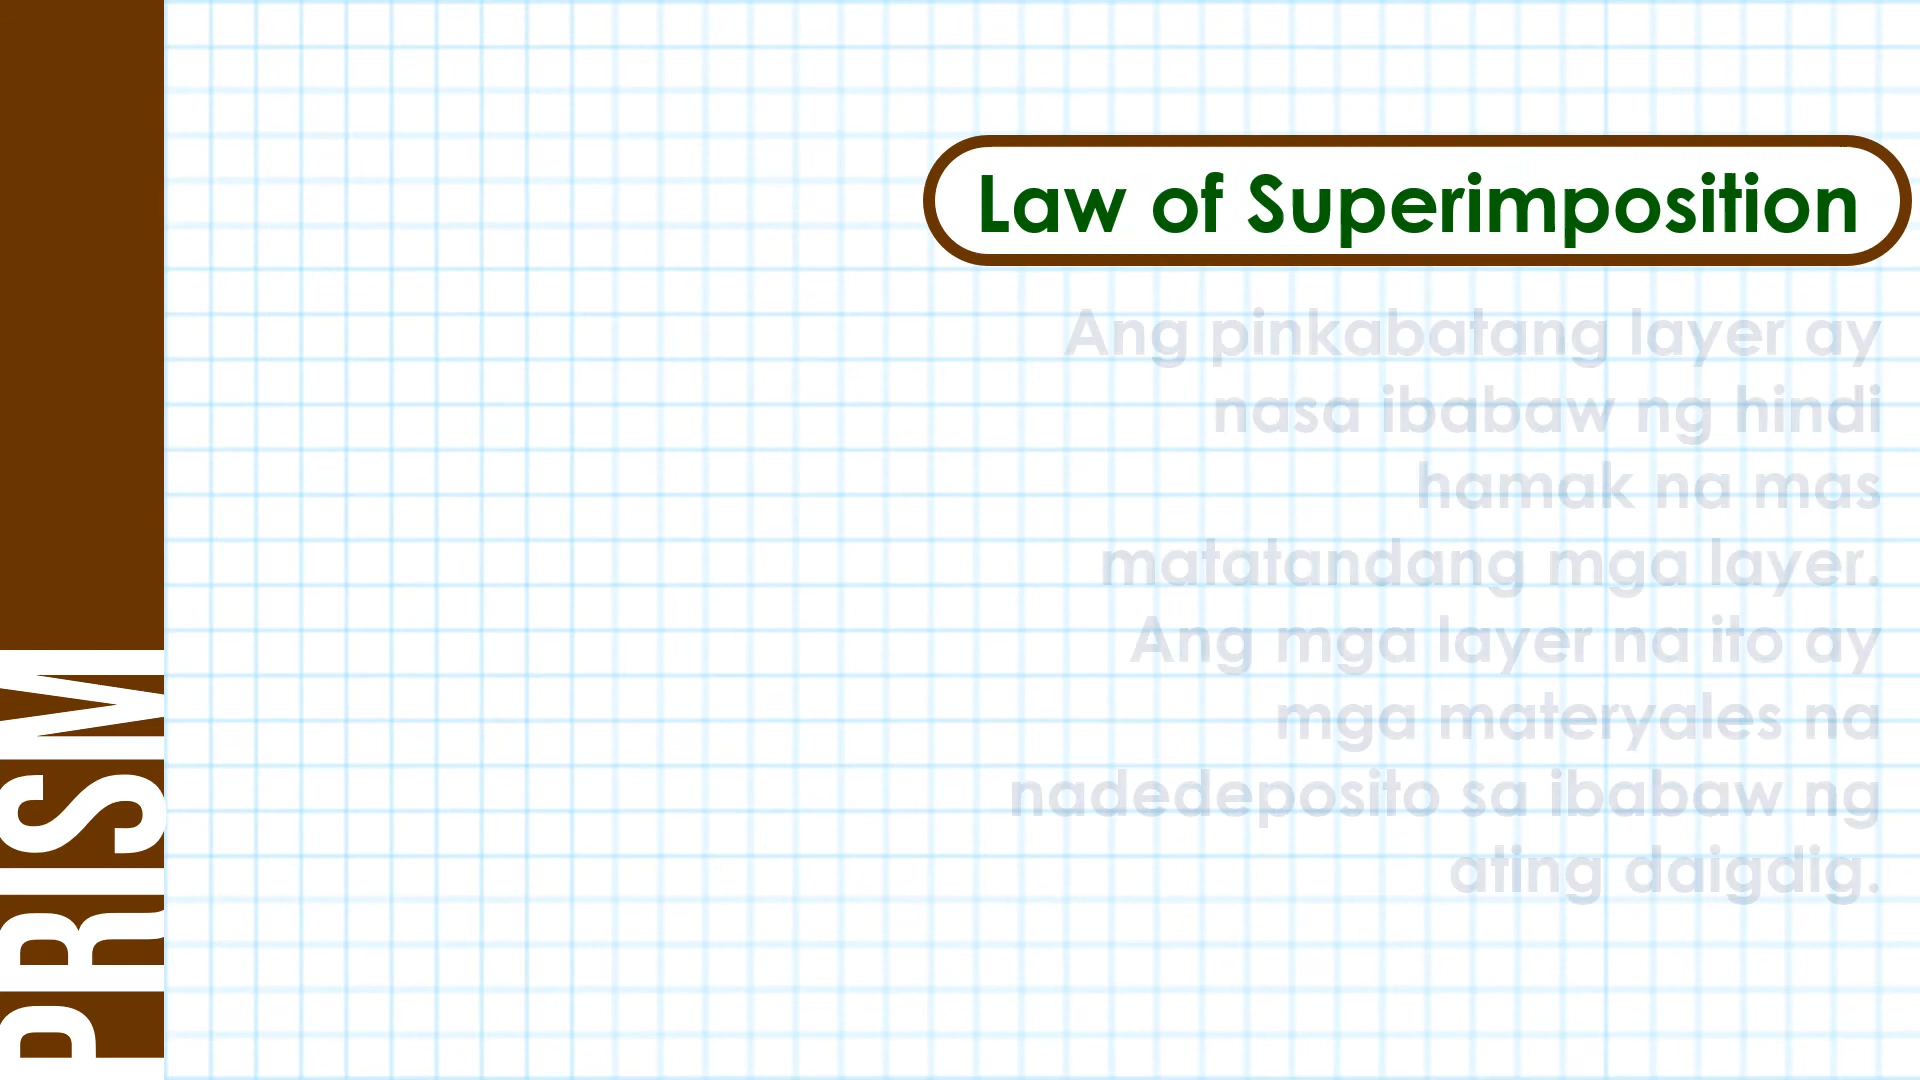 Law of Superimposition
Ang pinkabatang layer ay
nasa ibabaw ng hindi
hamak na mas
matatandang mga layer.
Ang mga layer na ito ay
mga materyales na
nadedeposito sa ibabaw ng
ating daigdig.
PRISM